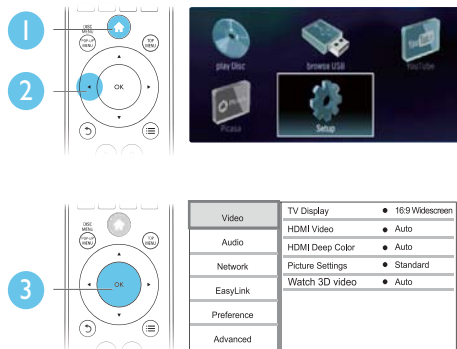 1
DISC MENU
POP-UP MENU
TOP MENU
2
OK
play Disc
browse USB
YouTube
Picasa
Setup
DISC MENU
POP-UP MENU
TOP MENU
3
OK
Video
Audio
Network
EasyLink
Preference
Advanced
TV Display • 16:9 Widescreen
HDMI Video • Auto
HDMI Deep Color • Auto
Picture Settings • Standard
Watch 3D video • Auto